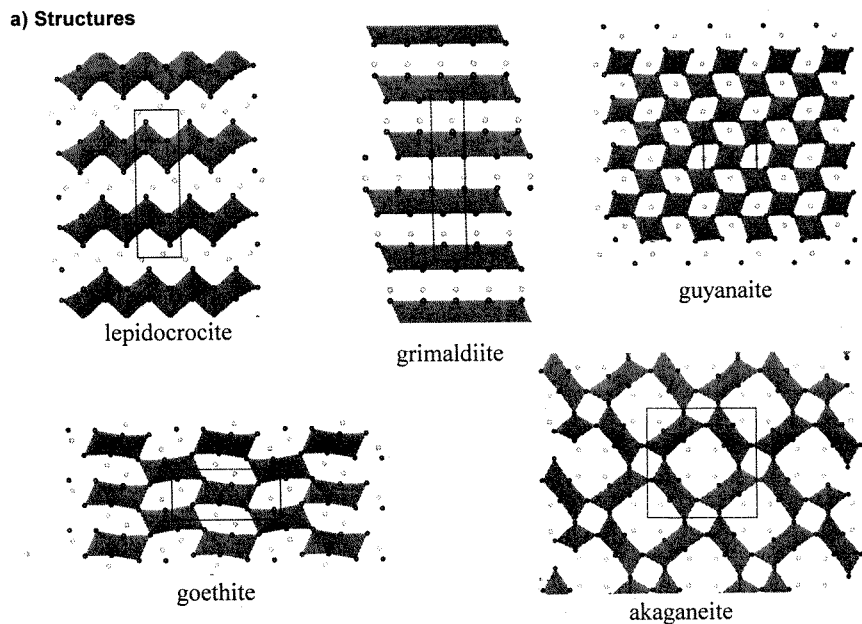 a) Structures
lepidocrocite
grimaldiite
guyanaite
goethite
akaganeite